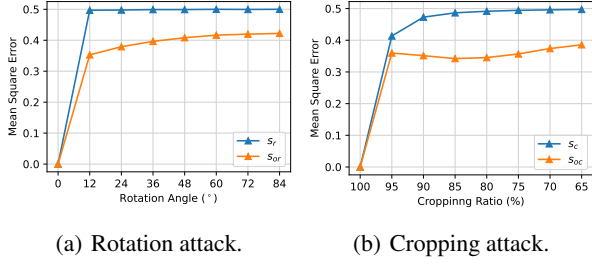 0.5
0.4
0.3
0.2
0.1
0.0
Mean Square Error
0 12 24 36 48 60 72 84
Rotation Angle (°)
s_r
s_or
(a) Rotation attack.
0.5
0.4
0.3
0.2
0.1
0.0
Mean Square Error
100 95 90 85 80 75 70 65
Croppinng Ratio (%)
s_c
s_oc
(b) Cropping attack.